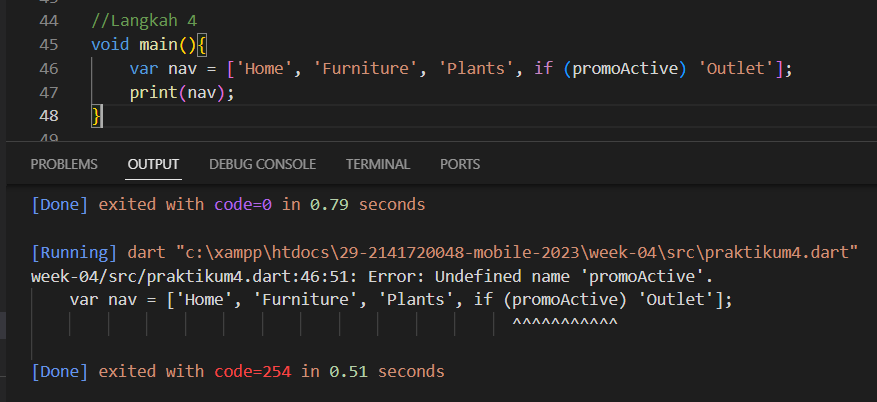 44 //Langkah 4
45 void main(){
46 var nav = ['Home', 'Furniture', 'Plants', if (promoActive) 'Outlet'];
47 print(nav);
48 }
49
PROBLEMS OUTPUT DEBUG CONSOLE TERMINAL PORTS
[Done] exited with code=0 in 0.79 seconds
[Running] dart "c:\xampp\htdocs\29-2141720048-mobile-2023\week-04\src\praktikum4.dart"
week-04/src/praktikum4.dart:46:51: Error: Undefined name 'promoActive'.
var nav = ['Home', 'Furniture', 'Plants', if (promoActive) 'Outlet'];
^^^^^^^^^^^
[Done] exited with code=254 in 0.51 seconds